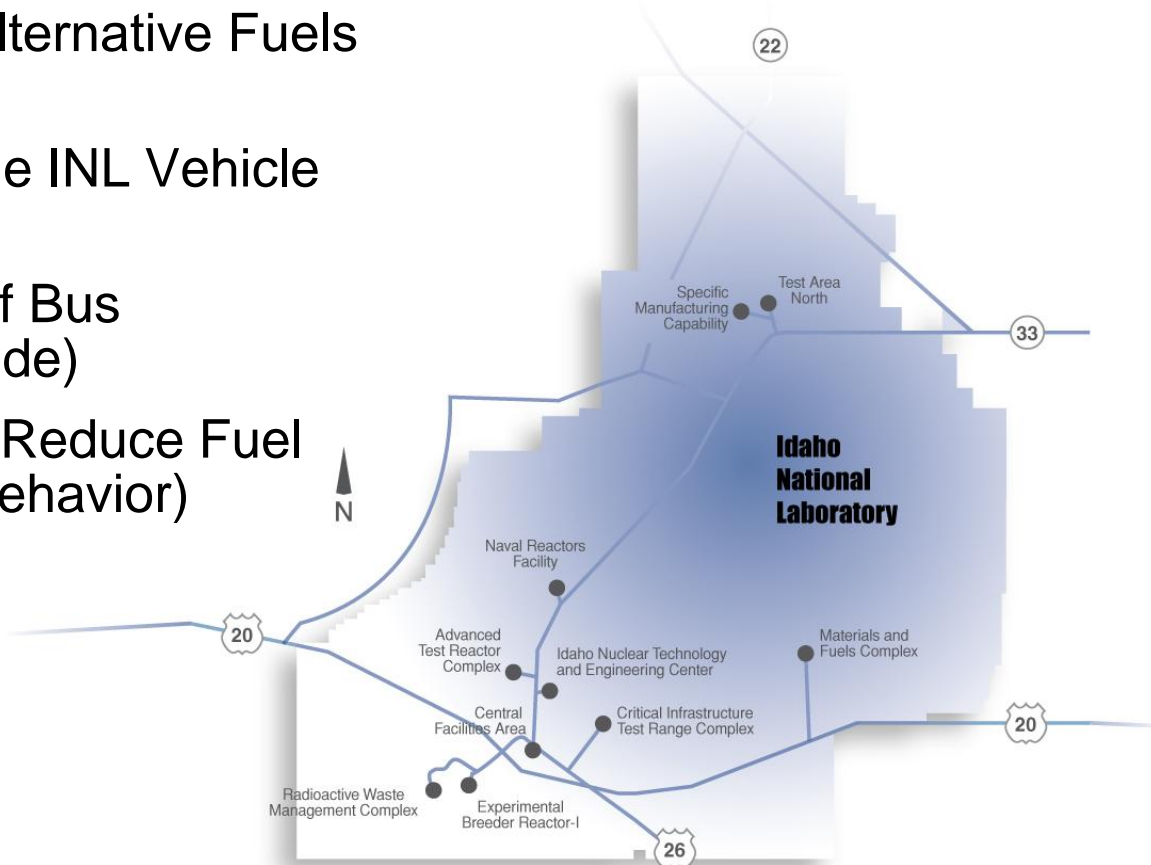 lternative Fuels
e INL Vehicle
f Bus
de)
Reduce Fuel
ehavior)
22
Specific
Manufacturing
Capability
Test Area
North
33
Idaho
National
Laboratory
N
Naval Reactors
Facility
20
Advanced
Test Reactor
Complex
Idaho Nuclear Technology
and Engineering Center
Materials and
Fuels Complex
Central
Facilities Area
Critical Infrastructure
Test Range Complex
20
Radioactive Waste
Management Complex
Experimental
Breeder Reactor-I
26